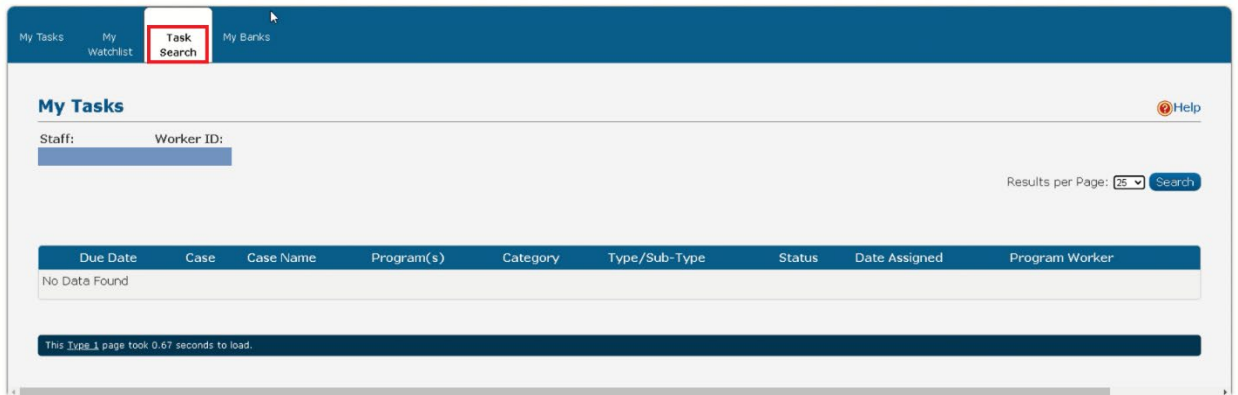 My Tasks
My Watchlist
Task Search
My Banks
My Tasks
Help
Staff: Worker ID:
Results per Page: 25 Search
Due Date Case Case Name Program(s) Category Type/Sub-Type Status Date Assigned Program Worker
No Data Found
This Type 1 page took 0.67 seconds to load.